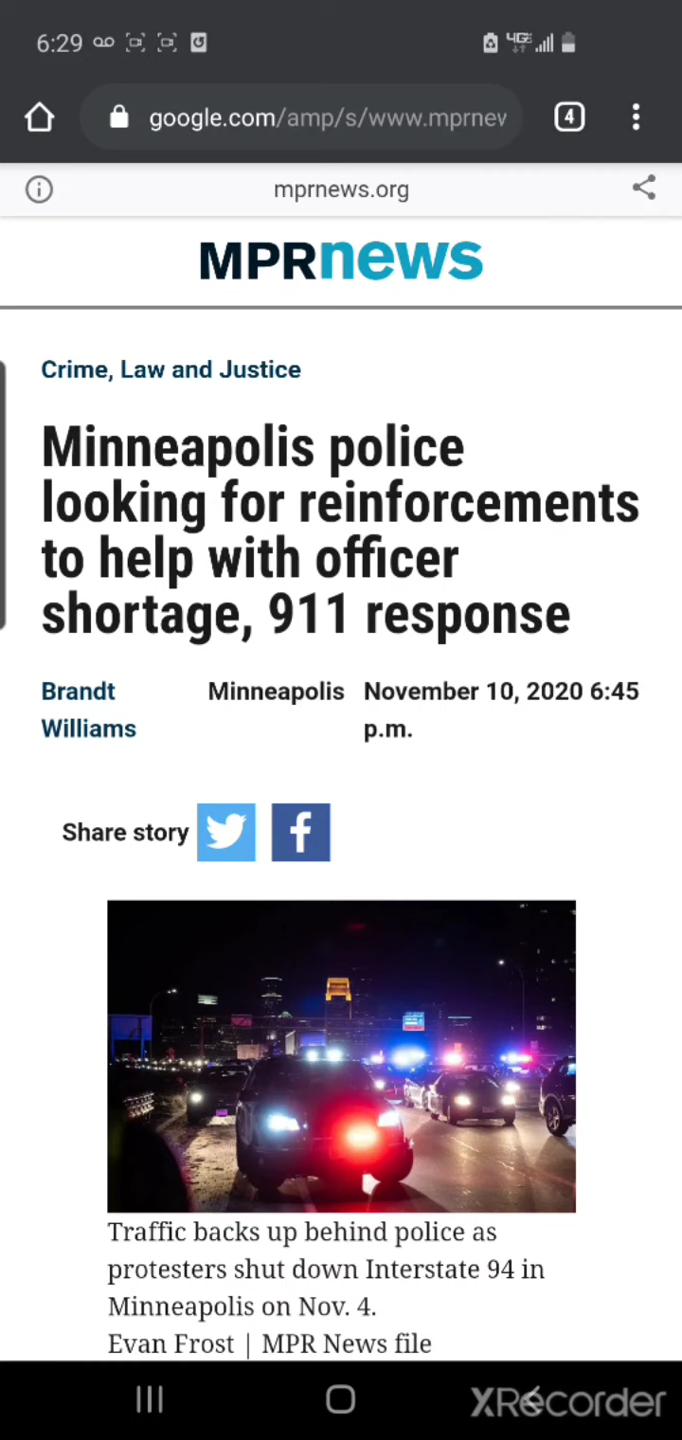 6:29
4GE
google.com/amp/s/www.mprnev
4
mprnews.org
MPRnews
Crime, Law and Justice
Minneapolis police
looking for reinforcements
to help with officer
shortage, 911 response
Brandt Williams
Minneapolis
November 10, 2020 6:45 p.m.
Share story
Traffic backs up behind police as
protesters shut down Interstate 94 in
Minneapolis on Nov. 4.
Evan Frost | MPR News file
XRecorder